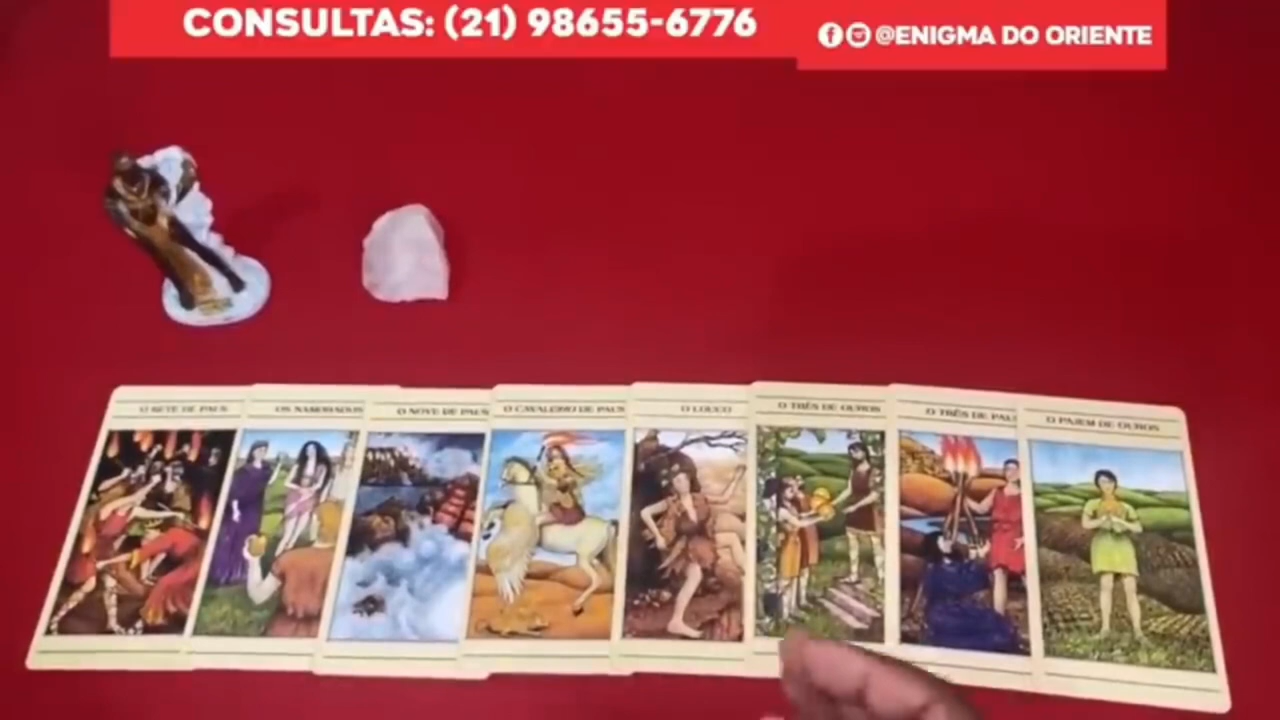 CONSULTAS: (21) 98655-6776
@ENIGMA DO ORIENTE
O SETE DE PAUS
OS NAMORADOS
O NOVE DE PAUS
O CAVALEIRO DE PAUS
O LOUCO
O TRÊS DE OUROS
O TRÊS DE PAUS
O PAJEM DE OUROS